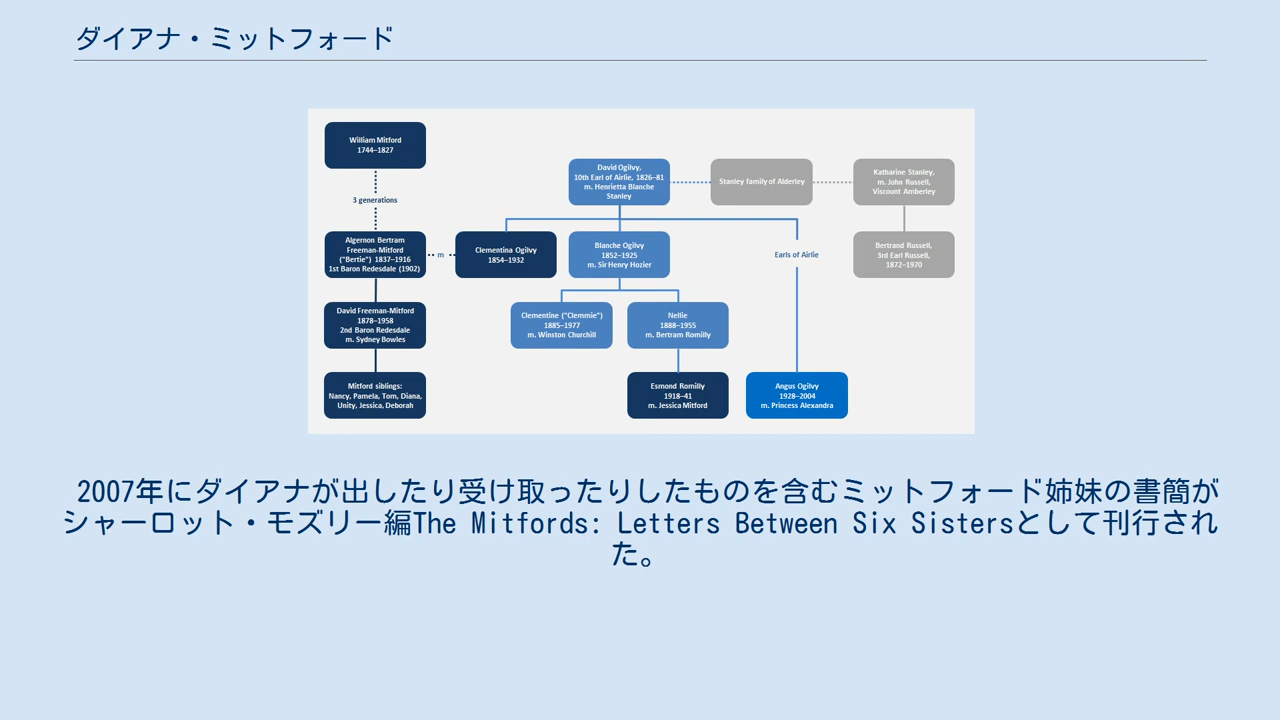 ダイアナ・ミットフォード
William Mitford
1744–1827
3 generations
Algernon Bertram
Freeman-Mitford
("Bertie") 1837–1916
1st Baron Redesdale (1902)
m
Clementina Ogilvy
1854–1932
David Freeman-Mitford
1878–1958
2nd Baron Redesdale
m. Sydney Bowles
Mitford siblings:
Nancy, Pamela, Tom, Diana,
Unity, Jessica, Deborah
David Ogilvy,
10th Earl of Airlie, 1826–81
m. Henrietta Blanche
Stanley
Stanley family of Alderley
Katharine Stanley,
m. John Russell,
Viscount Amberley
Blanche Ogilvy
1852–1925
m. Sir Henry Hozier
Earls of Airlie
Bertrand Russell,
3rd Earl Russell,
1872–1970
Clementine ("Clemmie")
1885–1977
m. Winston Churchill
Nellie
1888–1955
m. Bertram Romilly
Esmond Romilly
1918–41
m. Jessica Mitford
Angus Ogilvy
1928–2004
m. Princess Alexandra
2007年にダイアナが出したり受け取ったりしたものを含むミットフォード姉妹の書簡が
シャーロット・モズリー編The Mitfords: Letters Between Six Sistersとして刊行され
た。